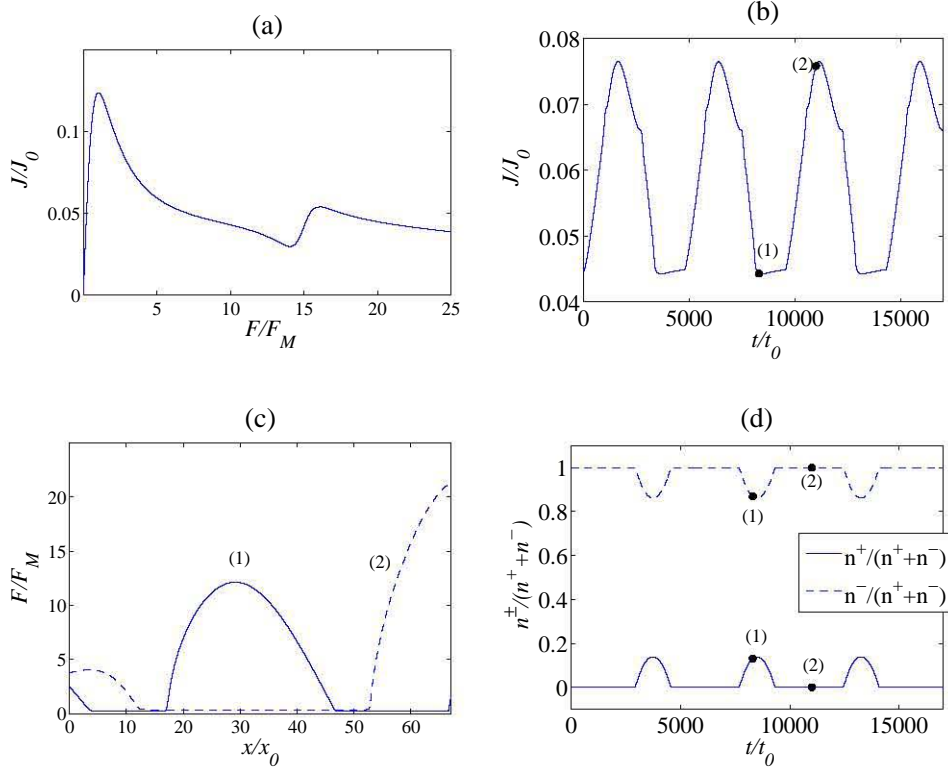 (a)
J/J0
0.1
0.05
0
5 10 15 20 25
F/FM
(b)
J/J0
0.08
0.07
0.06
0.05
0.04
(2)
(1)
0 5000 10000 15000
t/t0
(c)
F/FM
20
15
10
5
0
(1)
(2)
0 10 20 30 40 50 60
x/x0
(d)
n±/(n++n−)
1
0.8
0.6
0.4
0.2
0
(1)
(2)
n+/(n++n−)
n−/(n++n−)
(1)
(2)
0 5000 10000 15000
t/t0